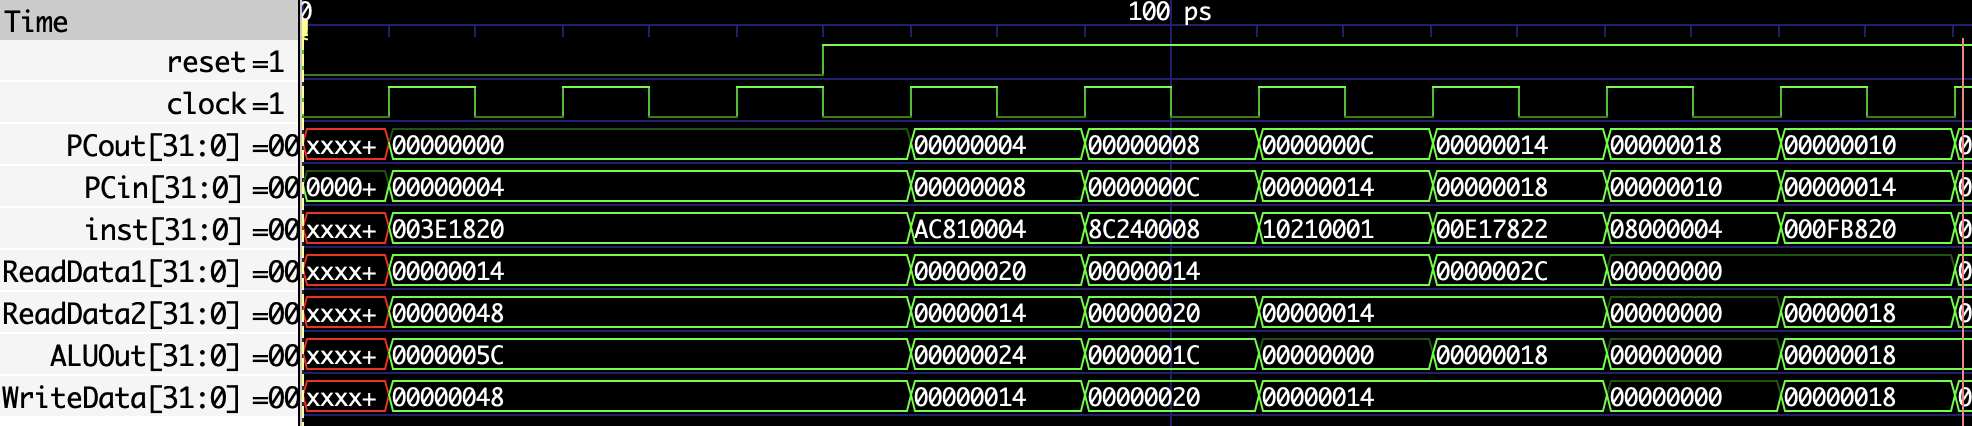 Time 0 100 ps
reset=1
clock=1
PCout[31:0] =00 xxxx+ 00000000 00000004 00000008 0000000C 00000014 00000018 00000010 0
PCin[31:0] =00 0000+ 00000004 00000008 0000000C 00000014 00000018 00000010 00000014 0
inst[31:0] =00 xxxx+ 003E1820 AC810004 8C240008 10210001 00E17822 08000004 000FB820 0
ReadData1[31:0] =00 xxxx+ 00000014 00000020 00000014 0000002C 00000000 0
ReadData2[31:0] =00 xxxx+ 00000048 00000014 00000020 00000014 00000000 00000018 0
ALUOut[31:0] =00 xxxx+ 0000005C 00000024 0000001C 00000000 00000018 00000000 00000018 0
WriteData[31:0] =00 xxxx+ 00000048 00000014 00000020 00000014 00000000 00000018 0